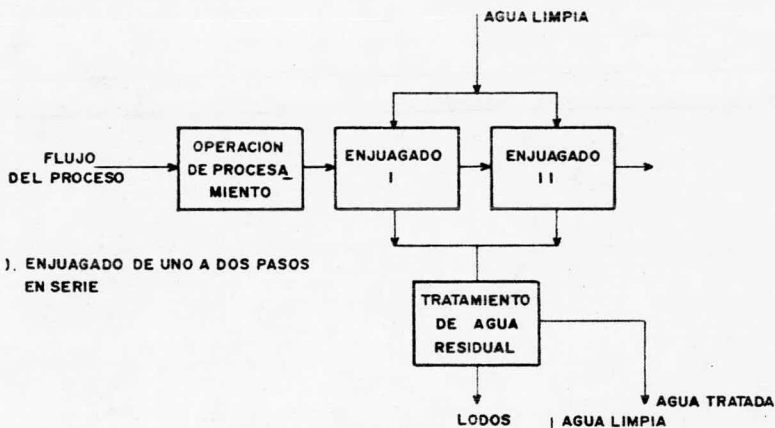 AGUA LIMPIA
FLUJO
DEL PROCESO
OPERACION
DE PROCESA_
MIENTO
ENJUAGADO
I
ENJUAGADO
II
). ENJUAGADO DE UNO A DOS PASOS
EN SERIE
TRATAMIENTO
DE AGUA
RESIDUAL
AGUA TRATADA
LODOS
AGUA LIMPIA